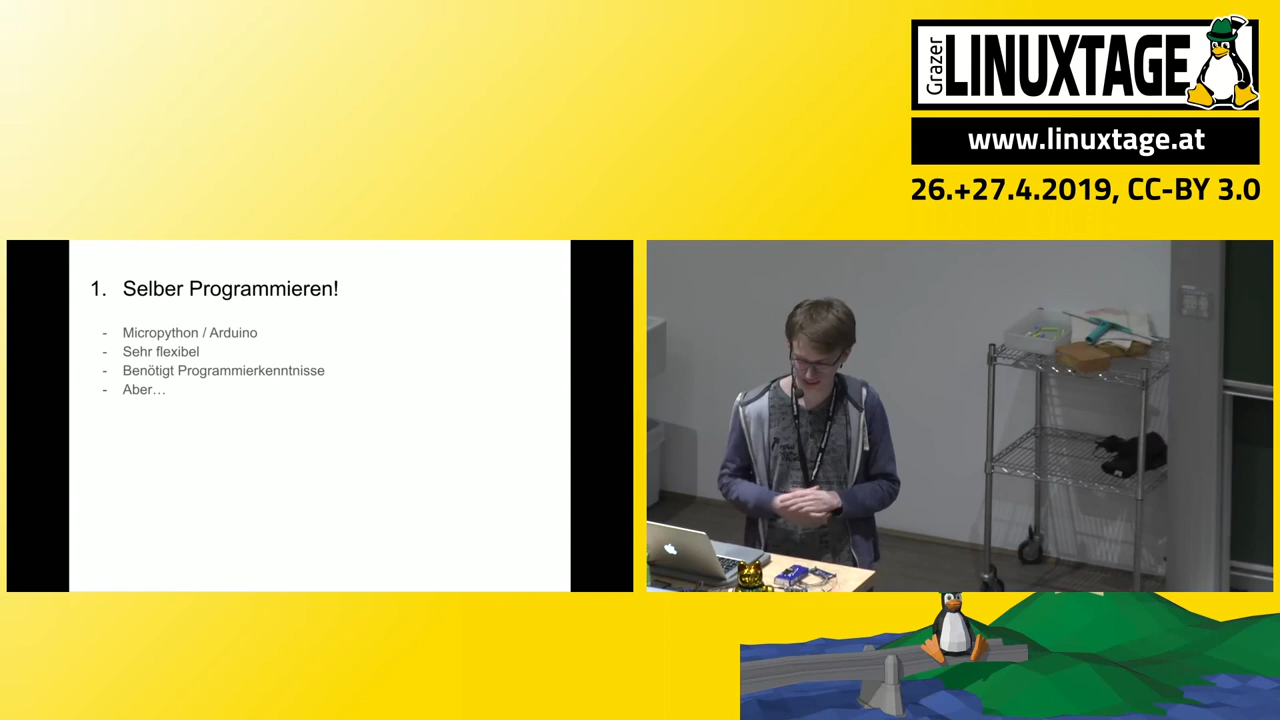 Grazer
LINUXTAGE
www.linuxtage.at
26.+27.4.2019, CC-BY 3.0
1. Selber Programmieren!
- Micropython / Arduino
- Sehr flexibel
- Benötigt Programmierkenntnisse
- Aber...